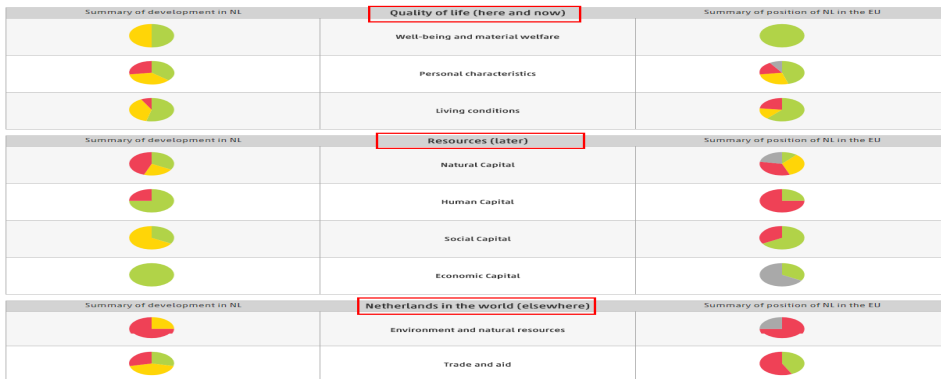 Summary of development in NL Quality of life (here and now) Summary of position of NL in the EU
Well-being and material welfare
Personal characteristics
Living conditions
Summary of development in NL Resources (later) Summary of position of NL in the EU
Natural Capital
Human Capital
Social Capital
Economic Capital
Summary of development in NL Netherlands in the world (elsewhere) Summary of position of NL in the EU
Environment and natural resources
Trade and aid